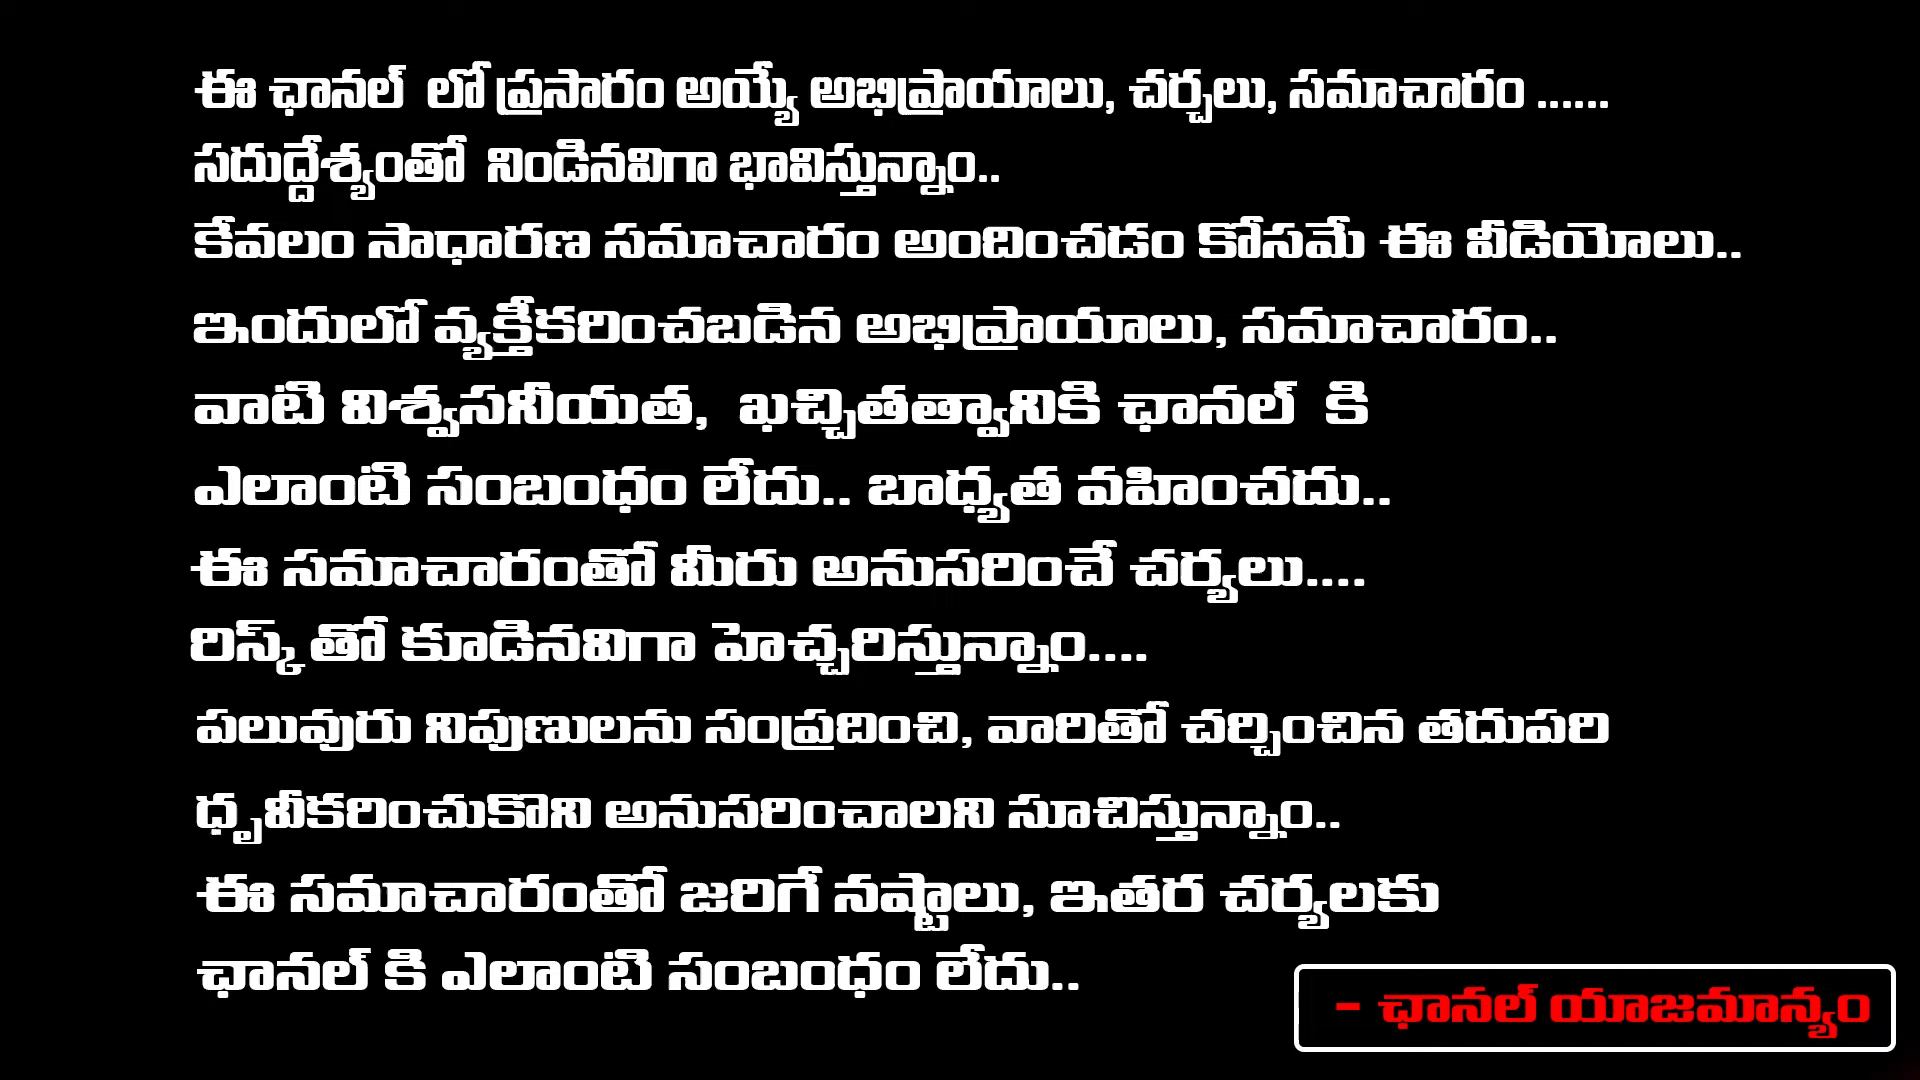 ఈ ఛానల్ లో ప్రసారం అయ్యే అభిప్రాయాలు, చర్చలు, సమాచారం ......
సదుద్దేశ్యంతో నిండినవిగా భావిస్తున్నాం..
కేవలం సాధారణ సమాచారం అందించడం కోసమే ఈ వీడియోలు..
ఇందులో వ్యక్తీకరించబడిన అభిప్రాయాలు, సమాచారం..
వాటి విశ్వసనీయత, ఖచ్చితత్వానికి ఛానల్ కి
ఎలాంటి సంబంధం లేదు.. బాధ్యత వహించదు..
ఈ సమాచారంతో మీరు అనుసరించే చర్యలు....
రిస్క్ తో కూడినవిగా హెచ్చరిస్తున్నాం....
పలువురు నిపుణులను సంప్రదించి, వారితో చర్చించిన తదుపరి
ధృవీకరించుకొని అనుసరించాలని సూచిస్తున్నాం..
ఈ సమాచారంతో జరిగే నష్టాలు, ఇతర చర్యలకు
ఛానల్ కి ఎలాంటి సంబంధం లేదు..
- ఛానల్ యాజమాన్యం